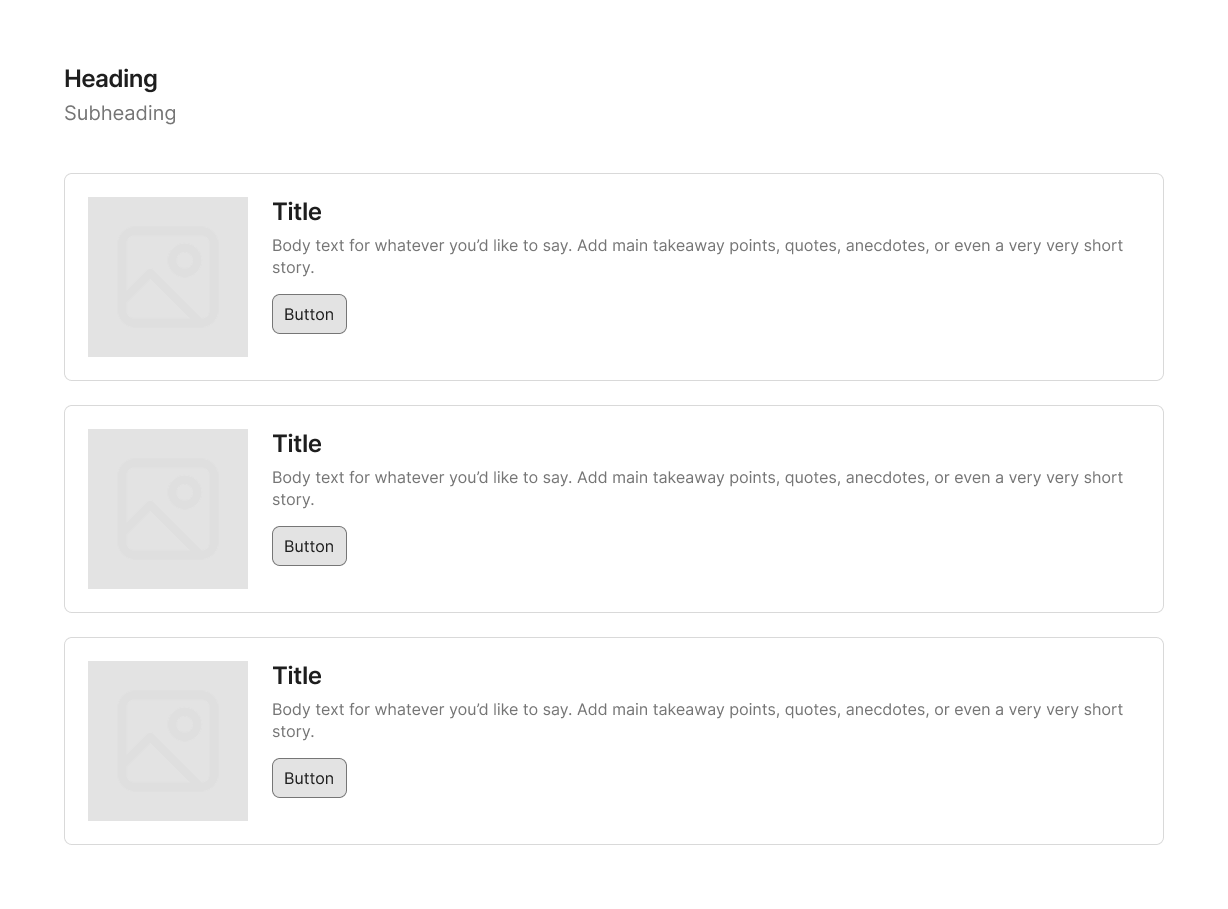 Heading
Subheading
Title
Body text for whatever you’d like to say. Add main takeaway points, quotes, anecdotes, or even a very very short
story.
Button
Title
Body text for whatever you’d like to say. Add main takeaway points, quotes, anecdotes, or even a very very short
story.
Button
Title
Body text for whatever you’d like to say. Add main takeaway points, quotes, anecdotes, or even a very very short
story.
Button